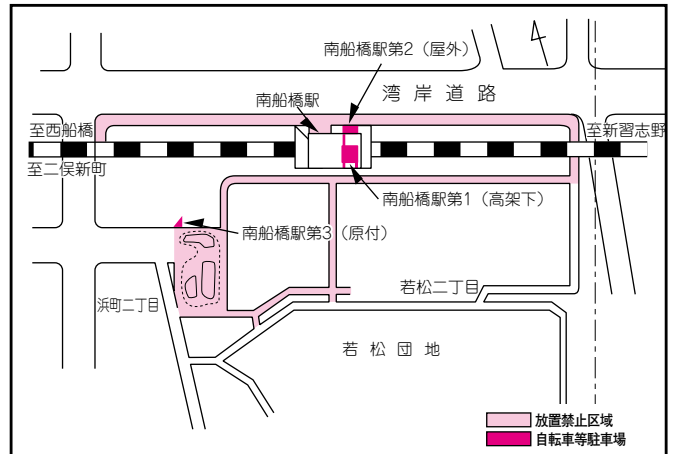 南船橋駅第2（屋外）
南船橋駅
湾岸道路
至西船橋
至新習志野
至二俣新町
南船橋駅第1（高架下）
南船橋駅第3（原付）
若松二丁目
浜町二丁目
若松団地
放置禁止区域
自転車等駐車場